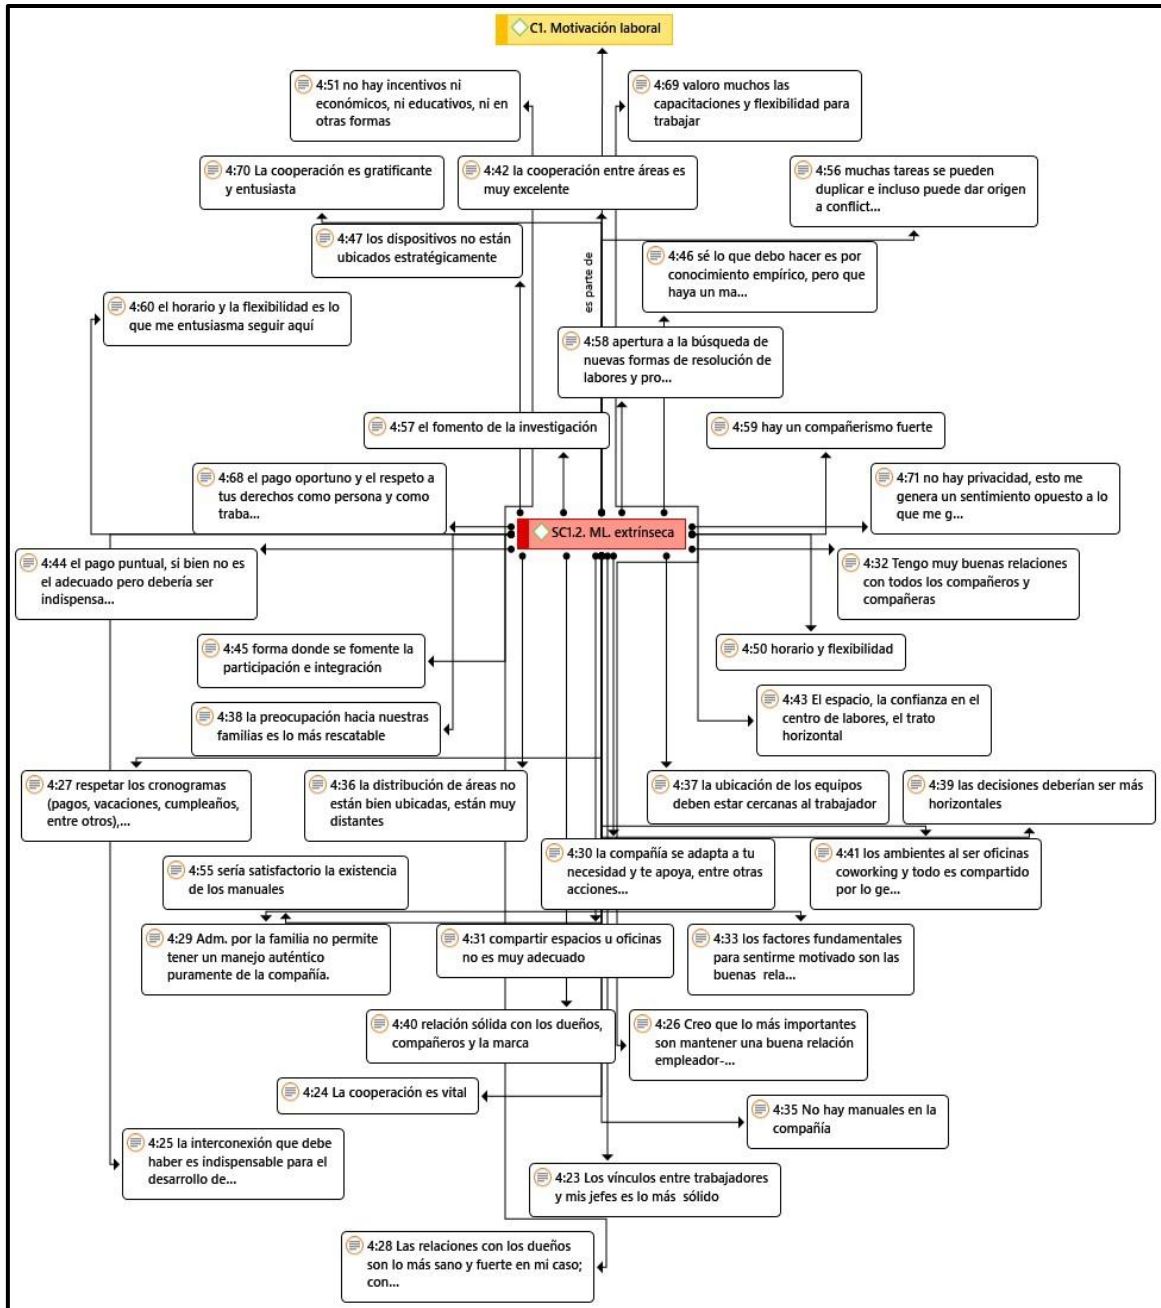 C1. Motivación laboral
4:51 no hay incentivos ni
económicos, ni educativos, ni en
otras formas
4:69 valoro muchos las
capacitaciones y flexibilidad para
trabajar
4:70 La cooperación es gratificante
y entusiasta
4:42 la cooperación entre áreas es
muy excelente
4:56 muchas tareas se pueden
duplicar e incluso puede dar origen
a conflict...
4:47 los dispositivos no están
ubicados estratégicamente
4:46 sé lo que debo hacer es por
conocimiento empírico, pero que
haya un ma...
es parte de
4:60 el horario y la flexibilidad es lo
que me entusiasma seguir aquí
4:58 apertura a la búsqueda de
nuevas formas de resolución de
labores y pro...
4:57 el fomento de la investigación
4:59 hay un compañerismo fuerte
4:68 el pago oportuno y el respeto a
tus derechos como persona y como
traba...
4:71 no hay privacidad, esto me
genera un sentimiento opuesto a lo
que me g...
SC1.2. ML. extrínseca
4:44 el pago puntual, si bien no es
el adecuado pero debería ser
indispensa...
4:32 Tengo muy buenas relaciones
con todos los compañeros y
compañeras
4:45 forma donde se fomente la
participación e integración
4:50 horario y flexibilidad
4:43 El espacio, la confianza en el
centro de labores, el trato
horizontal
4:38 la preocupación hacia nuestras
familias es lo más rescatable
4:27 respetar los cronogramas
(pagos, vacaciones, cumpleaños,
entre otros),...
4:36 la distribución de áreas no
están bien ubicadas, están muy
distantes
4:37 la ubicación de los equipos
deben estar cercanas al trabajador
4:39 las decisiones deberían ser más
horizontales
4:55 sería satisfactorio la existencia
de los manuales
4:30 la compañía se adapta a tu
necesidad y te apoya, entre otras
acciones...
4:41 los ambientes al ser oficinas
coworking y todo es compartido
por lo ge...
4:29 Adm. por la familia no permite
tener un manejo auténtico
puramente de la compañía.
4:31 compartir espacios u oficinas
no es muy adecuado
4:33 los factores fundamentales
para sentirme motivado son las
buenas rela...
4:40 relación sólida con los dueños,
compañeros y la marca
4:26 Creo que lo más importantes
son mantener una buena relación
empleador-...
4:24 La cooperación es vital
4:35 No hay manuales en la
compañía
4:25 la interconexión que debe
haber es indispensable para el
desarrollo de...
4:23 Los vínculos entre trabajadores
y mis jefes es lo más sólido
4:28 Las relaciones con los dueños
son lo más sano y fuerte en mi caso;
con...